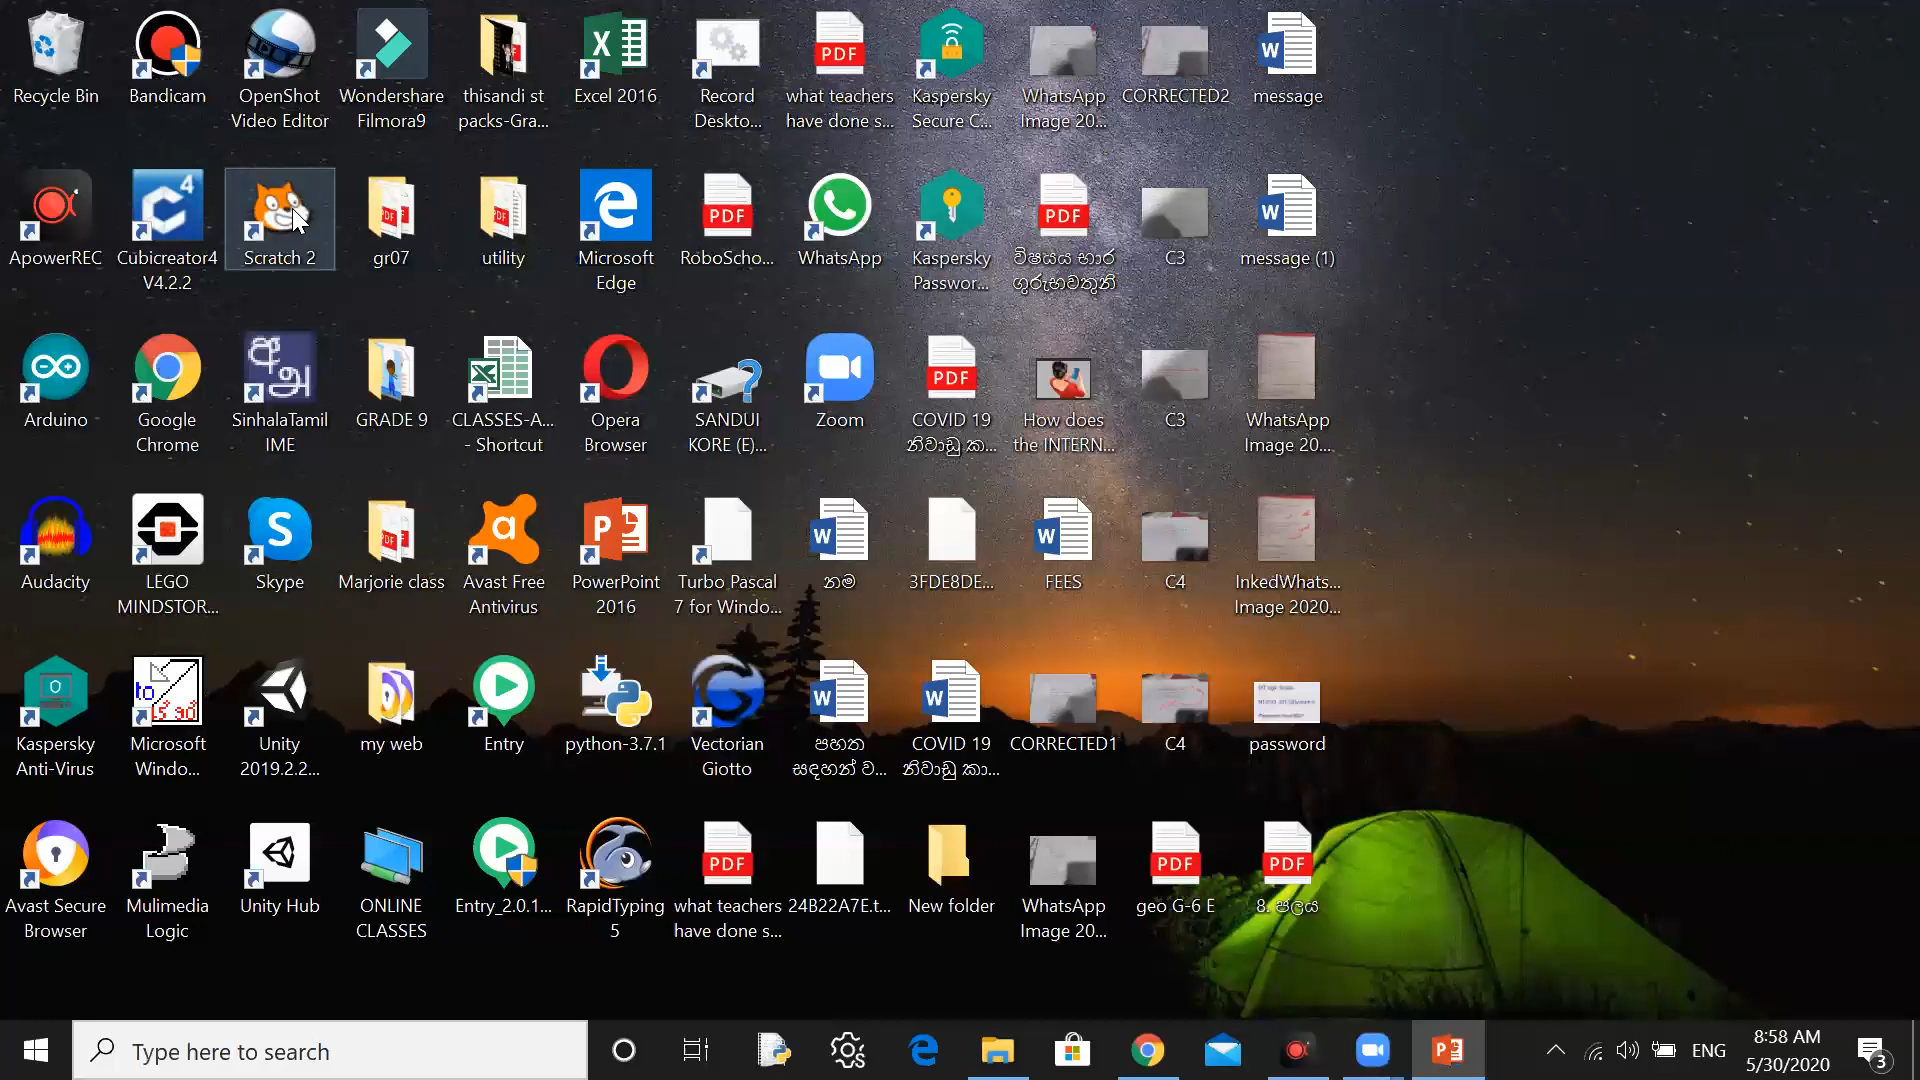 Recycle Bin
Bandicam
OpenShot
Video Editor
Wondershare
Filmora9
thisandi st
packs-Gra...
Excel 2016
Record
Deskto...
what teachers
have done s...
Kaspersky
Secure C...
WhatsApp
Image 20...
CORRECTED2
message
ApowerREC
Cubicreator4
V4.2.2
Scratch 2
gr07
utility
Microsoft
Edge
RoboScho...
WhatsApp
Kaspersky
Passwor...
විෂයය භාර
ගුරුභවතුනි
C3
message (1)
Arduino
Google
Chrome
SinhalaTamil
IME
GRADE 9
CLASSES-A...
- Shortcut
Opera
Browser
SANDUI
KORE (E)...
Zoom
COVID 19
නිවාඩු කා...
How does
the INTERN...
C3
WhatsApp
Image 20...
Audacity
LEGO
MINDSTOR...
Skype
Marjorie class
Avast Free
Antivirus
PowerPoint
2016
Turbo Pascal
7 for Windo...
නම
3FDE8DE...
FEES
C4
InkedWhats...
Image 2020...
Kaspersky
Anti-Virus
Microsoft
Windo...
Unity
2019.2.2...
my web
Entry
python-3.7.1
Vectorian
Giotto
පහත
සඳහන් ව...
COVID 19
නිවාඩු කා...
CORRECTED1
C4
password
Avast Secure
Browser
Mulimedia
Logic
Unity Hub
ONLINE
CLASSES
Entry_2.0.1...
RapidTyping
5
what teachers
have done s...
24B22A7E.t...
New folder
WhatsApp
Image 20...
geo G-6 E
8. ජලය
Type here to search
ENG
8:58 AM
5/30/2020
3